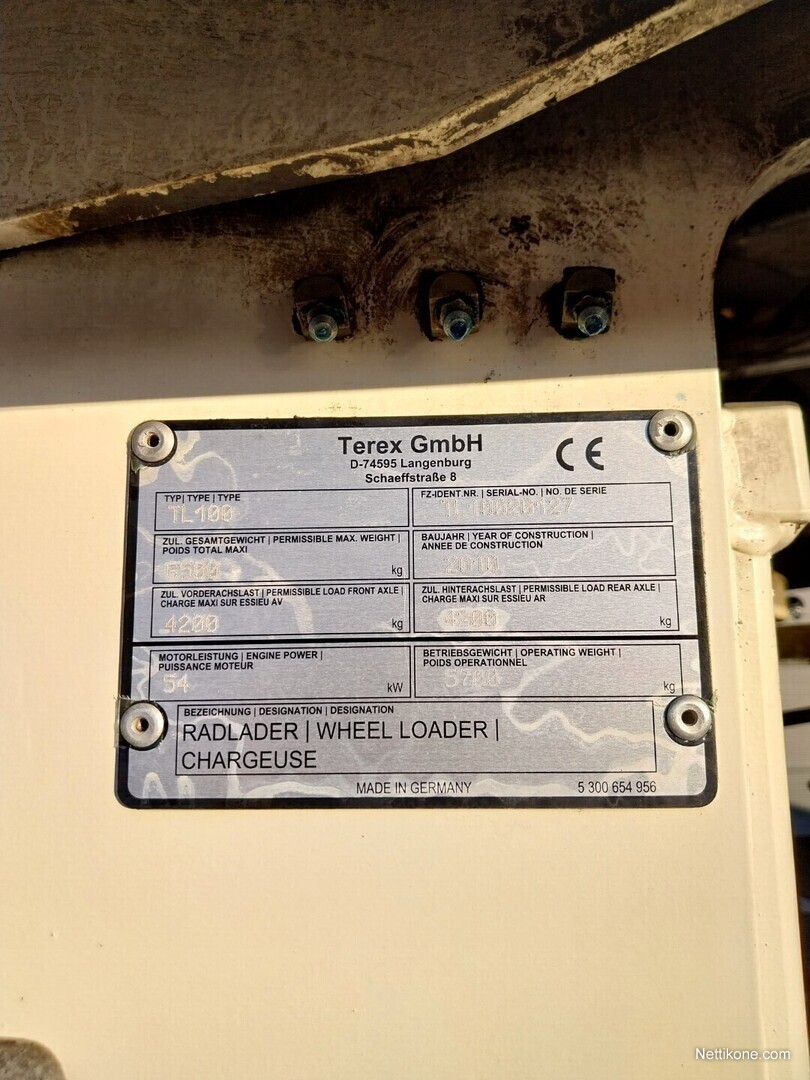 Terex GmbH
D-74595 Langenburg
Schaeffstraße 8
CE
TYP| TYPE | TYPE
TL100
FZ-IDENT.NR. | SERIAL-NO. | NO. DE SERIE
ZUL. GESAMTGEWICHT | PERMISSIBLE MAX. WEIGHT |
POIDS TOTAL MAXI
kg
BAUJAHR | YEAR OF CONSTRUCTION |
ANNEE DE CONSTRUCTION
ZUL. VORDERACHSLAST | PERMISSIBLE LOAD FRONT AXLE |
CHARGE MAXI SUR ESSIEU AV
4200 kg
ZUL. HINTERACHSLAST | PERMISSIBLE LOAD REAR AXLE |
CHARGE MAXI SUR ESSIEU AR
kg
MOTORLEISTUNG | ENGINE POWER |
PUISSANCE MOTEUR
54 kW
BETRIEBSGEWICHT | OPERATING WEIGHT |
POIDS OPERATIONNEL
5700 kg
BEZEICHNUNG | DESIGNATION | DESIGNATION
RADLADER | WHEEL LOADER |
CHARGEUSE
MADE IN GERMANY
5 300 654 956
Nettikone.com